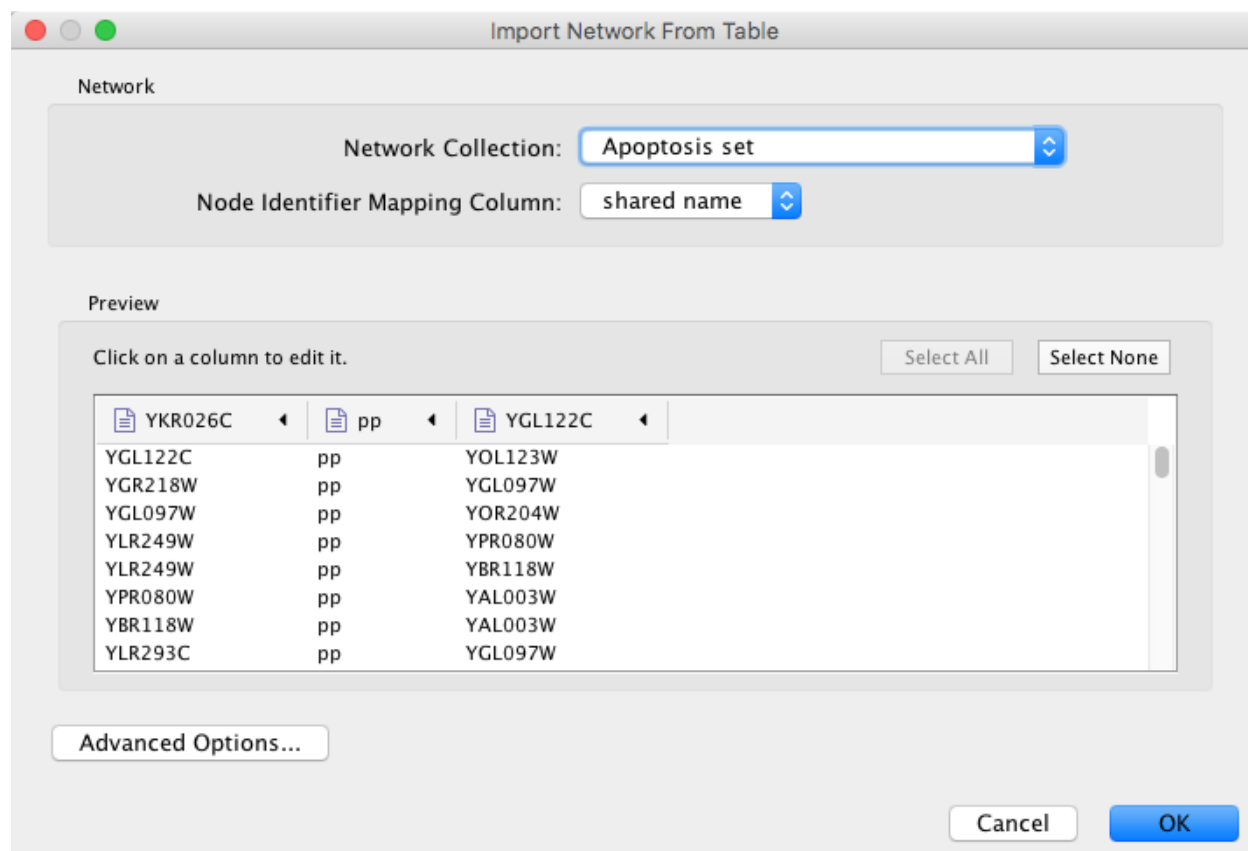 Import Network From Table
Network
Network Collection: Apoptosis set
Node Identifier Mapping Column: shared name
Preview
Click on a column to edit it. Select All Select None
YKR026C pp YGL122C
YGL122C pp YOL123W
YGR218W pp YGL097W
YGL097W pp YOR204W
YLR249W pp YPR080W
YLR249W pp YBR118W
YPR080W pp YAL003W
YBR118W pp YAL003W
YLR293C pp YGL097W
Advanced Options...
Cancel OK